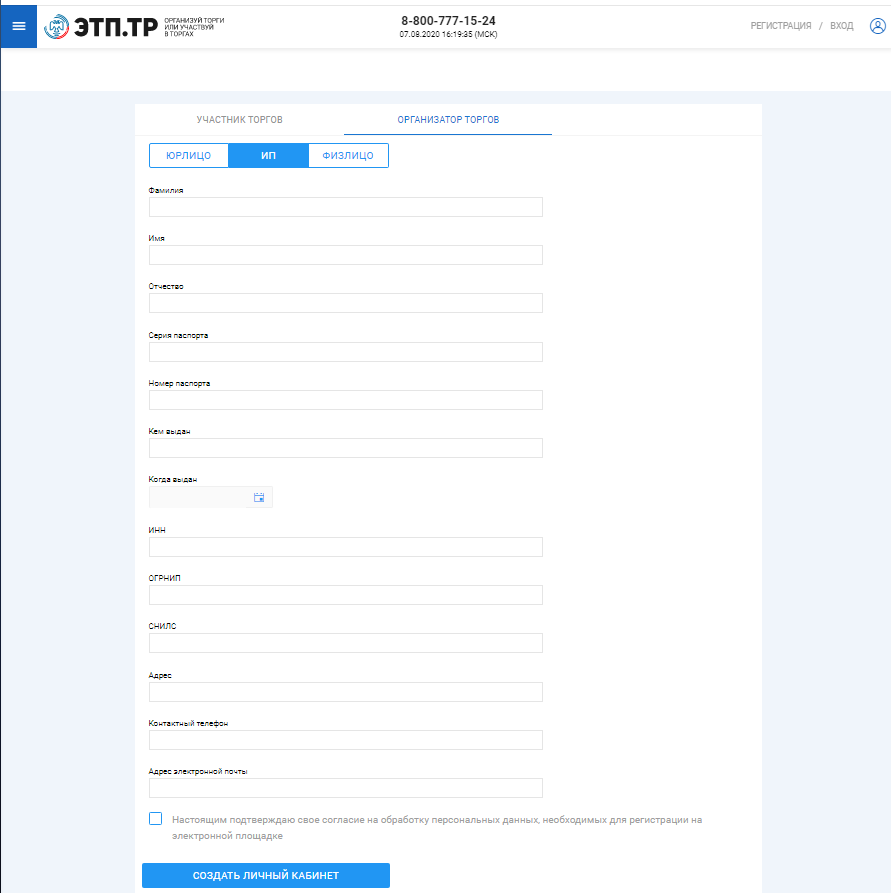 ЭТП.ТР
ОРГАНИЗУЙ ТОРГИ
ИЛИ УЧАСТВУЙ
В ТОРГАХ
8-800-777-15-24
07.08.2020 16:19:35 (МСК)
РЕГИСТРАЦИЯ / ВХОД
УЧАСТНИК ТОРГОВ ОРГАНИЗАТОР ТОРГОВ
ЮРЛИЦО ИП ФИЗЛИЦО
Фамилия
Имя
Отчество
Серия паспорта
Номер паспорта
Кем выдан
Когда выдан
ИНН
ОГРНИП
СНИЛС
Адрес
Контактный телефон
Адрес электронной почты
Настоящим подтверждаю свое согласие на обработку персональных данных, необходимых для регистрации на
электронной площадке
СОЗДАТЬ ЛИЧНЫЙ КАБИНЕТ